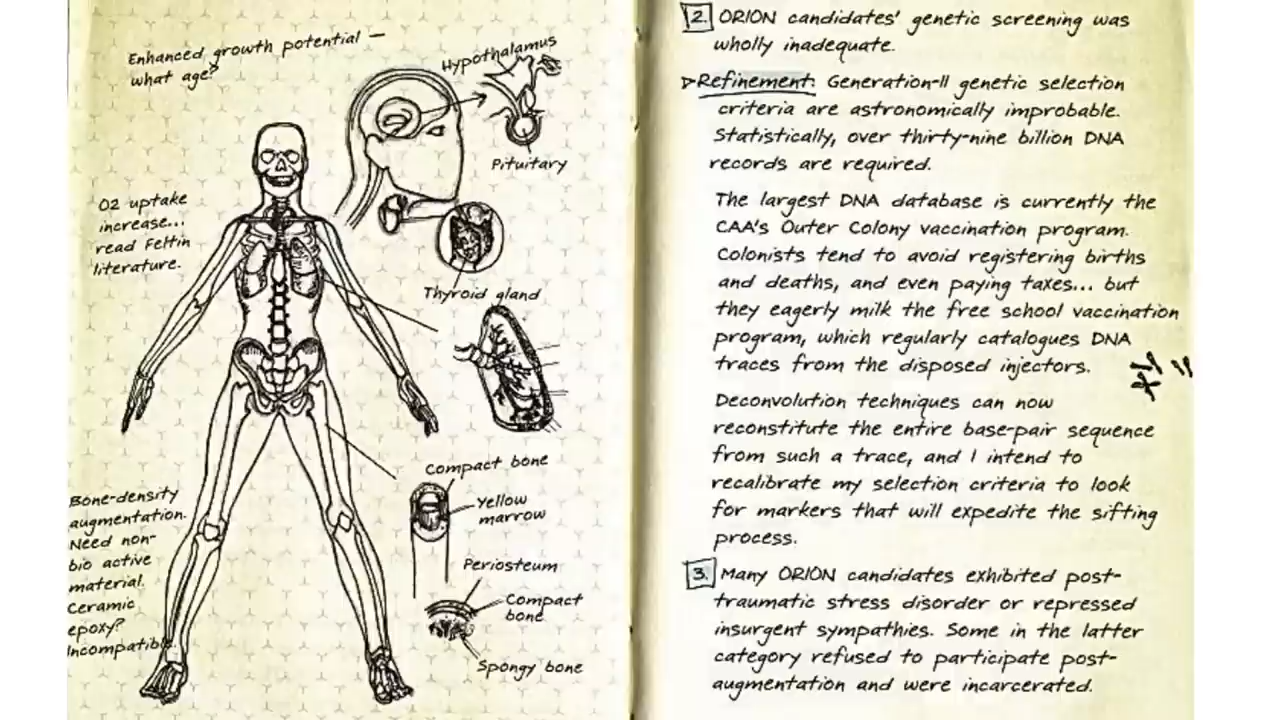 Enhanced growth potential —
what age?
Hypothalamus
Pituitary
O2 uptake
increase...
read Feltin
literature.
Thyroid gland
Compact bone
Yellow
marrow
Bone-density
augmentation.
Need non-
bio active
material.
Ceramic
epoxy?
Incompatible.
Periosteum
Compact
bone
Spongy bone
2. ORION candidates' genetic screening was
wholly inadequate.
Refinement: Generation-II genetic selection
criteria are astronomically improbable.
Statistically, over thirty-nine billion DNA
records are required.
The largest DNA database is currently the
CAA's Outer Colony vaccination program.
Colonists tend to avoid registering births
and deaths, and even paying taxes... but
they eagerly milk the free school vaccination
program, which regularly catalogues DNA
traces from the disposed injectors.
Deconvolution techniques can now
reconstitute the entire base-pair sequence
from such a trace, and I intend to
recalibrate my selection criteria to look
for markers that will expedite the sifting
process.
3. Many ORION candidates exhibited post-
traumatic stress disorder or repressed
insurgent sympathies. Some in the latter
category refused to participate post-
augmentation and were incarcerated.